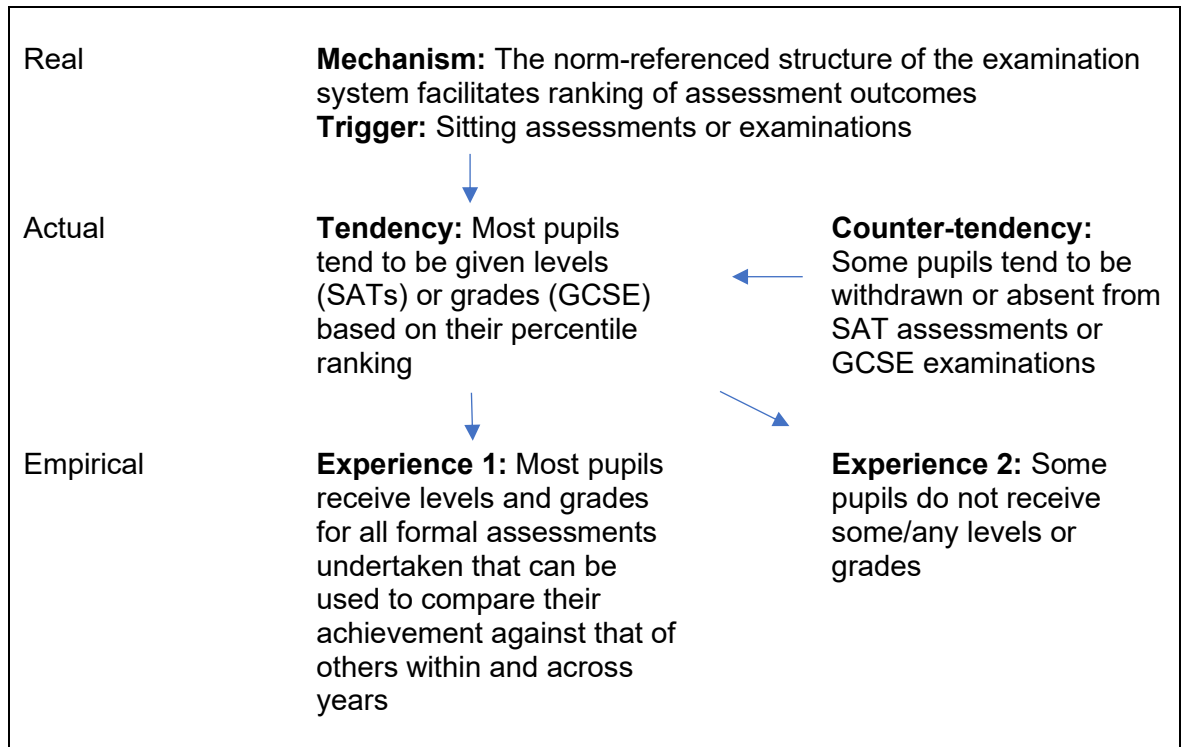 Real
Mechanism: The norm-referenced structure of the examination
system facilitates ranking of assessment outcomes
Trigger: Sitting assessments or examinations
Actual
Tendency: Most pupils
tend to be given levels
(SATs) or grades (GCSE)
based on their percentile
ranking
Counter-tendency:
Some pupils tend to be
withdrawn or absent from
SAT assessments or
GCSE examinations
Empirical
Experience 1: Most pupils
receive levels and grades
for all formal assessments
undertaken that can be
used to compare their
achievement against that of
others within and across
years
Experience 2: Some
pupils do not receive
some/any levels or
grades